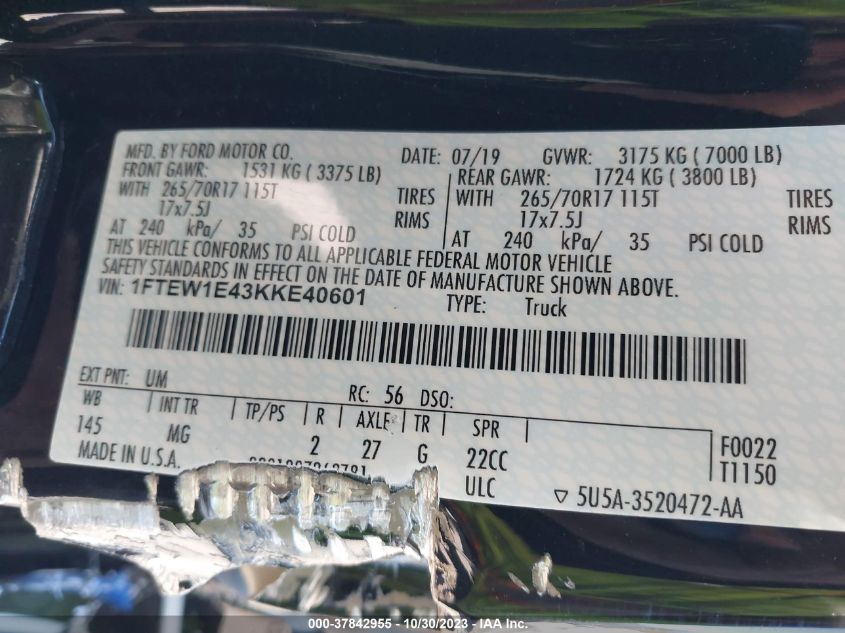 MFD. BY FORD MOTOR CO. DATE: 07/19 GVWR: 3175 KG ( 7000 LB)
FRONT GAWR: 1531 KG ( 3375 LB) REAR GAWR: 1724 KG ( 3800 LB)
WITH 265/70R17 115T TIRES WITH 265/70R17 115T TIRES
17x7.5J RIMS 17x7.5J RIMS
AT 240 kPa/ 35 PSI COLD AT 240 kPa/ 35 PSI COLD
THIS VEHICLE CONFORMS TO ALL APPLICABLE FEDERAL MOTOR VEHICLE
SAFETY STANDARDS IN EFFECT ON THE DATE OF MANUFACTURE SHOWN ABOVE.
VIN: 1FTEW1E43KKE40601 TYPE: Truck
EXT PNT: UM RC: 56 DSO:
WB INT TR TP/PS R AXLE TR SPR
145 MG 2 27 G 22CC F0022
MADE IN U.S.A. ULC T1150
5U5A-3520472-AA
000-37842955 - 10/30/2023 - IAA Inc.